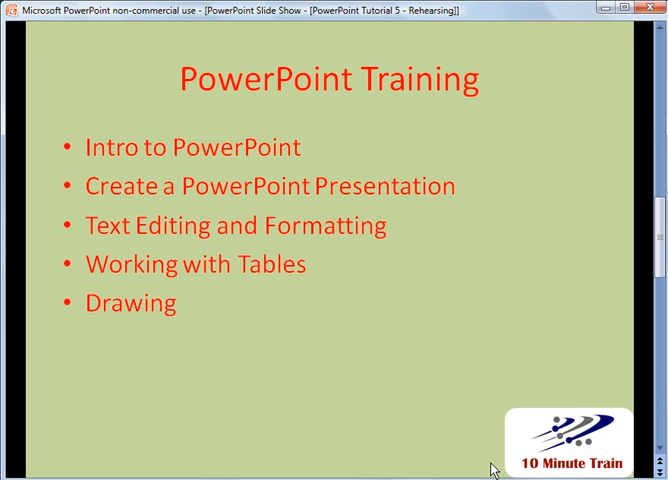 Microsoft PowerPoint non-commercial use - [PowerPoint Slide Show - [PowerPoint Tutorial 5 - Rehearsing]]
PowerPoint Training
• Intro to PowerPoint
• Create a PowerPoint Presentation
• Text Editing and Formatting
• Working with Tables
• Drawing
10 Minute Train